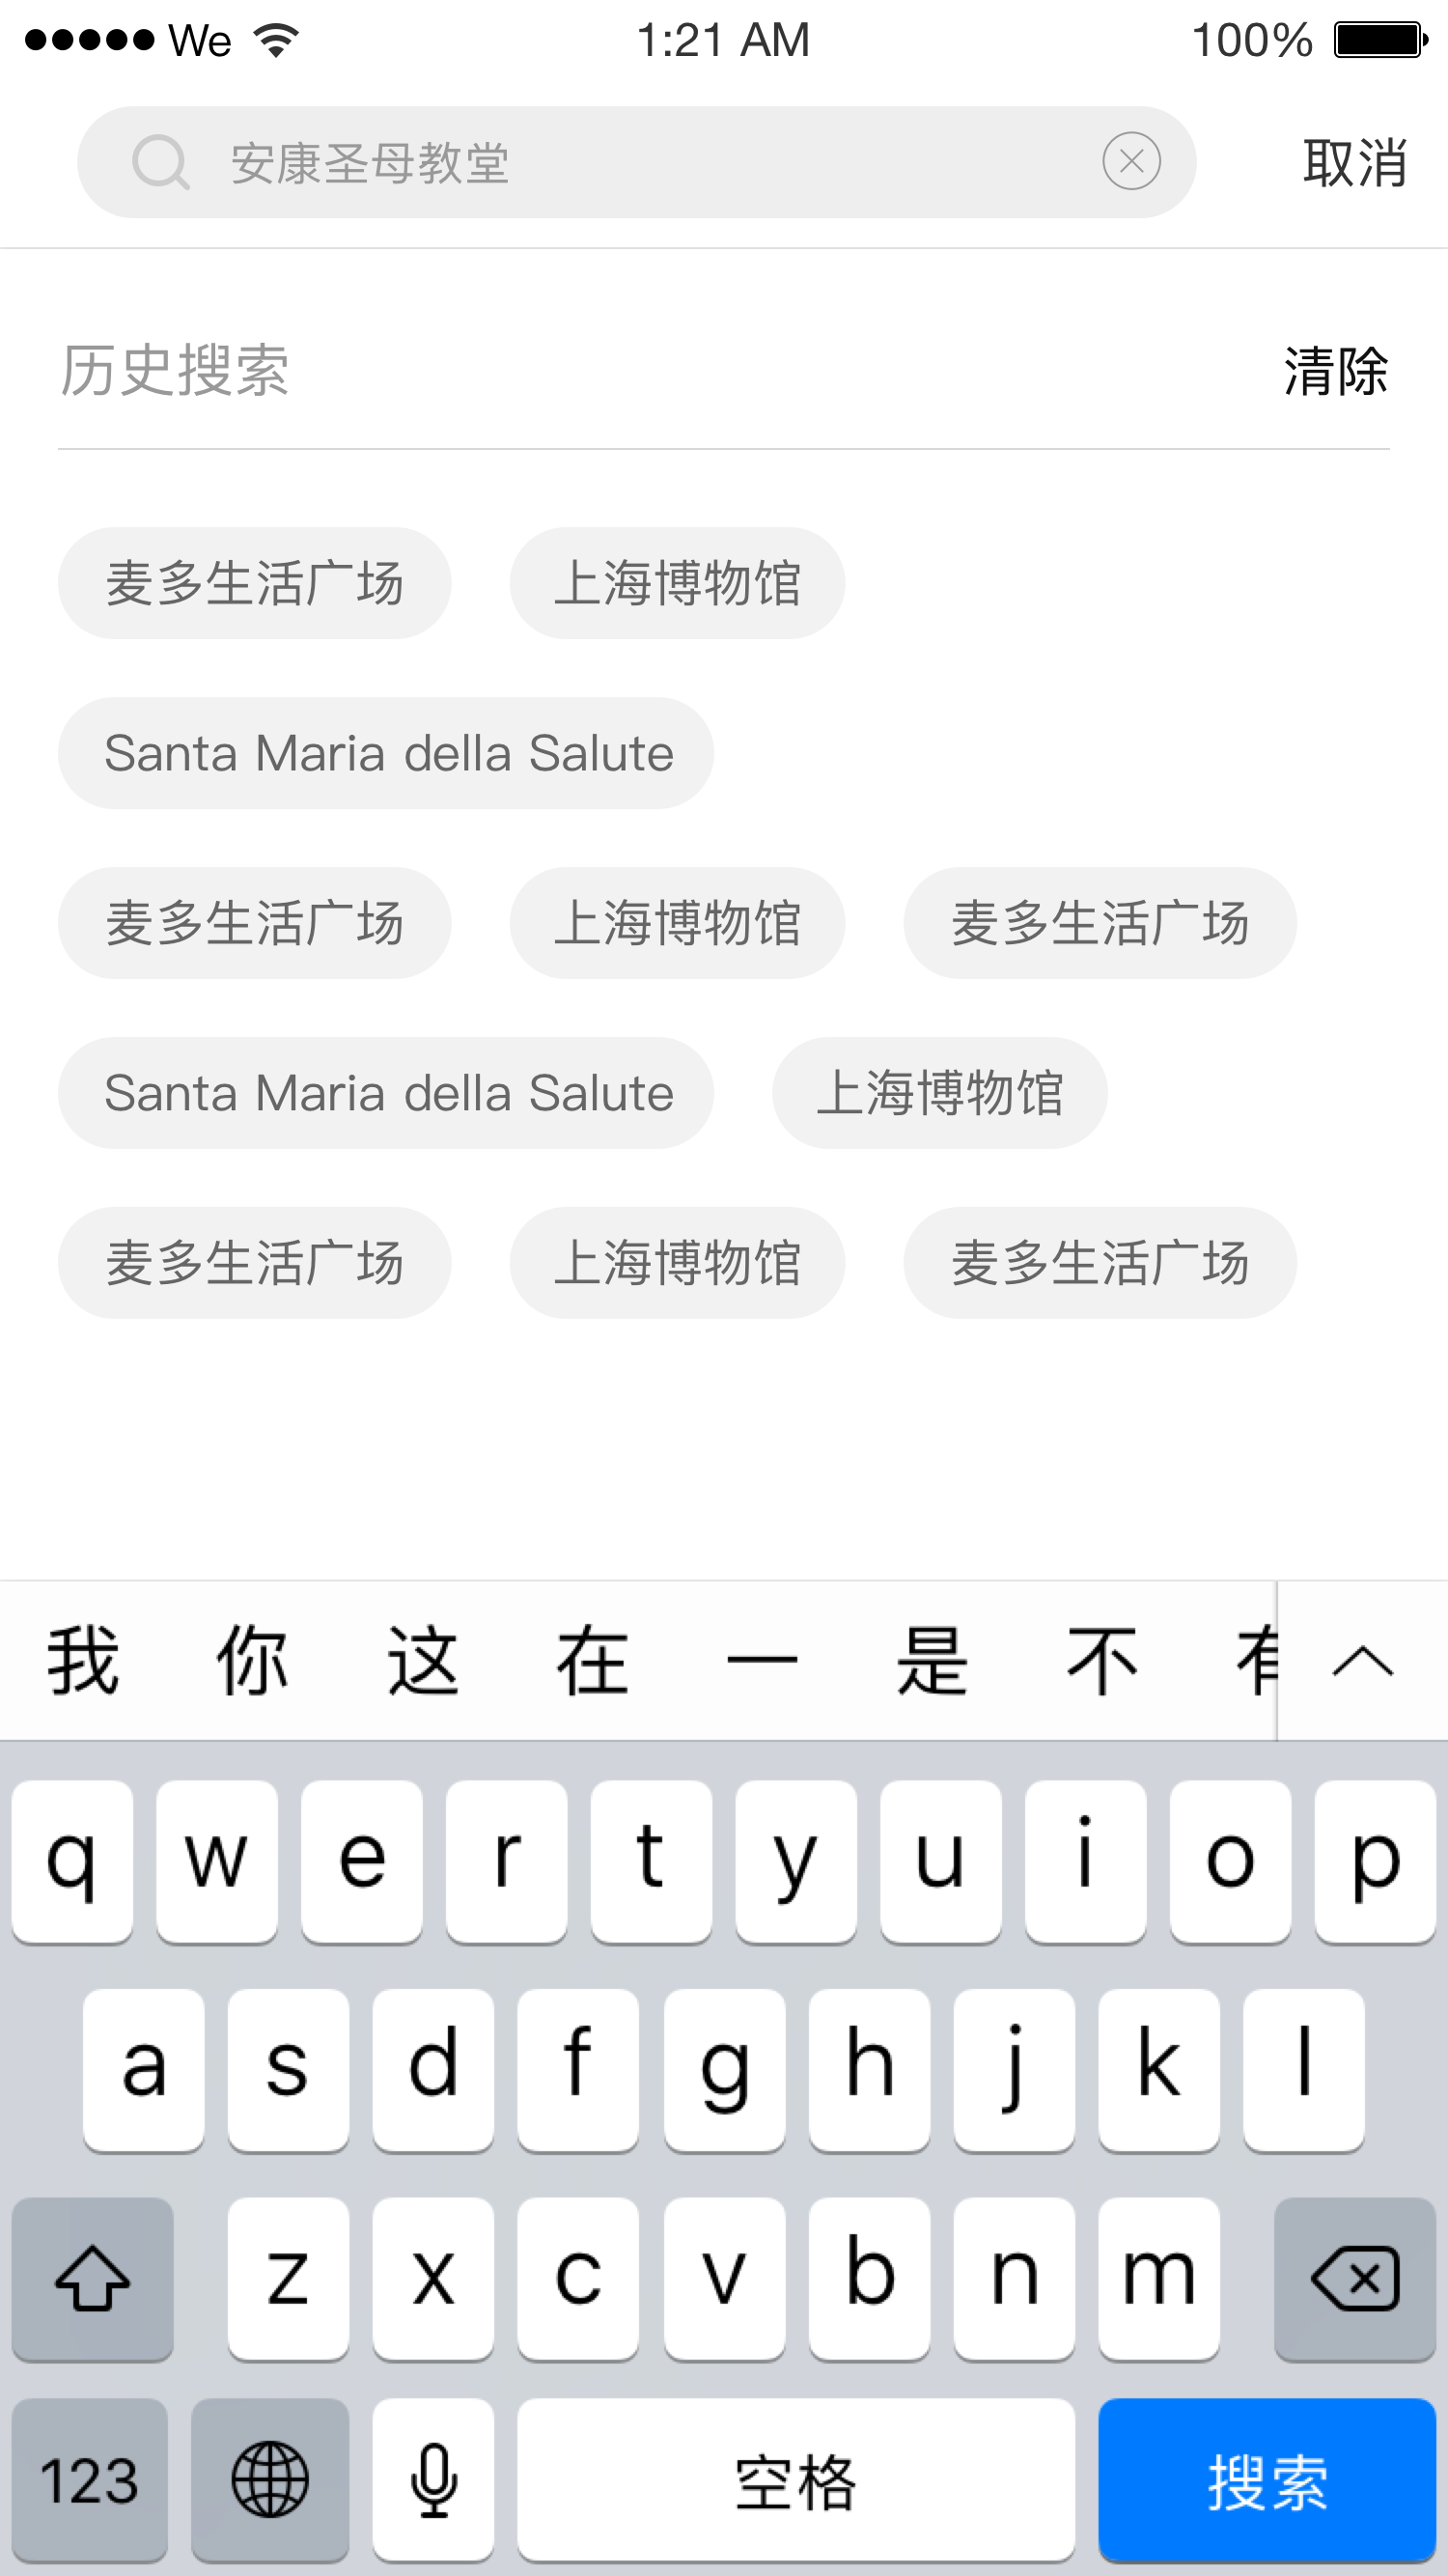 We 1:21 AM 100%
安康圣母教堂 取消
历史搜索 清除
麦多生活广场 上海博物馆
Santa Maria della Salute
麦多生活广场 上海博物馆 麦多生活广场
Santa Maria della Salute 上海博物馆
麦多生活广场 上海博物馆 麦多生活广场
我 你 这 在 一 是 不 有
q w e r t y u i o p
a s d f g h j k l
z x c v b n m
123 空格 搜索